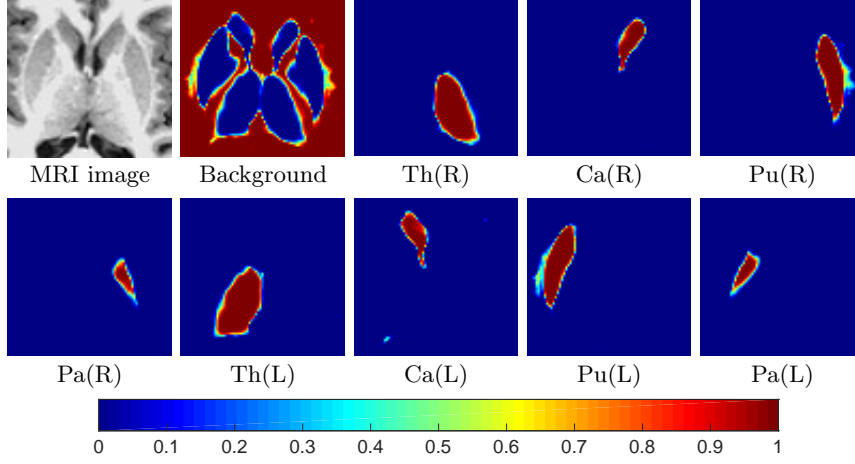 MRI image Background Th(R) Ca(R) Pu(R)
Pa(R) Th(L) Ca(L) Pu(L) Pa(L)
0 0.1 0.2 0.3 0.4 0.5 0.6 0.7 0.8 0.9 1